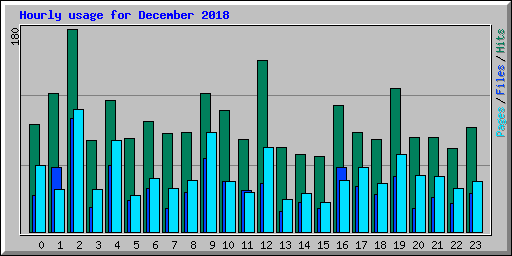 Hourly usage for December 2018
180
Pages/Files/Hits
0 1 2 3 4 5 6 7 8 9 10 11 12 13 14 15 16 17 18 19 20 21 22 23